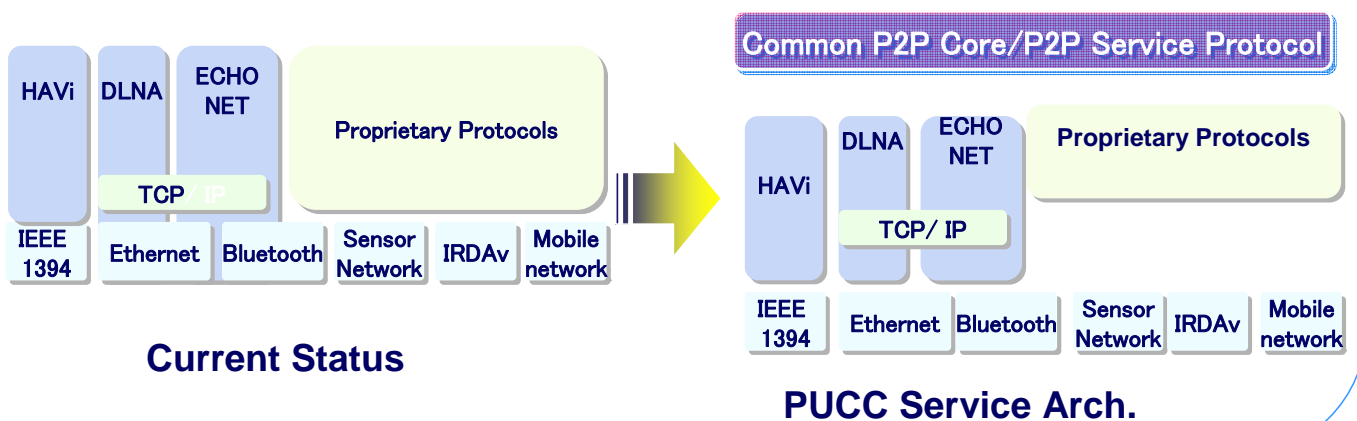 HAVi
DLNA
ECHO
NET
Proprietary Protocols
TCP/ IP
IEEE
1394
Ethernet
Bluetooth
Sensor
Network
IRDAv
Mobile
network
Current Status
Common P2P Core/P2P Service Protocol
HAVi
DLNA
ECHO
NET
Proprietary Protocols
TCP/ IP
IEEE
1394
Ethernet
Bluetooth
Sensor
Network
IRDAv
Mobile
network
PUCC Service Arch.